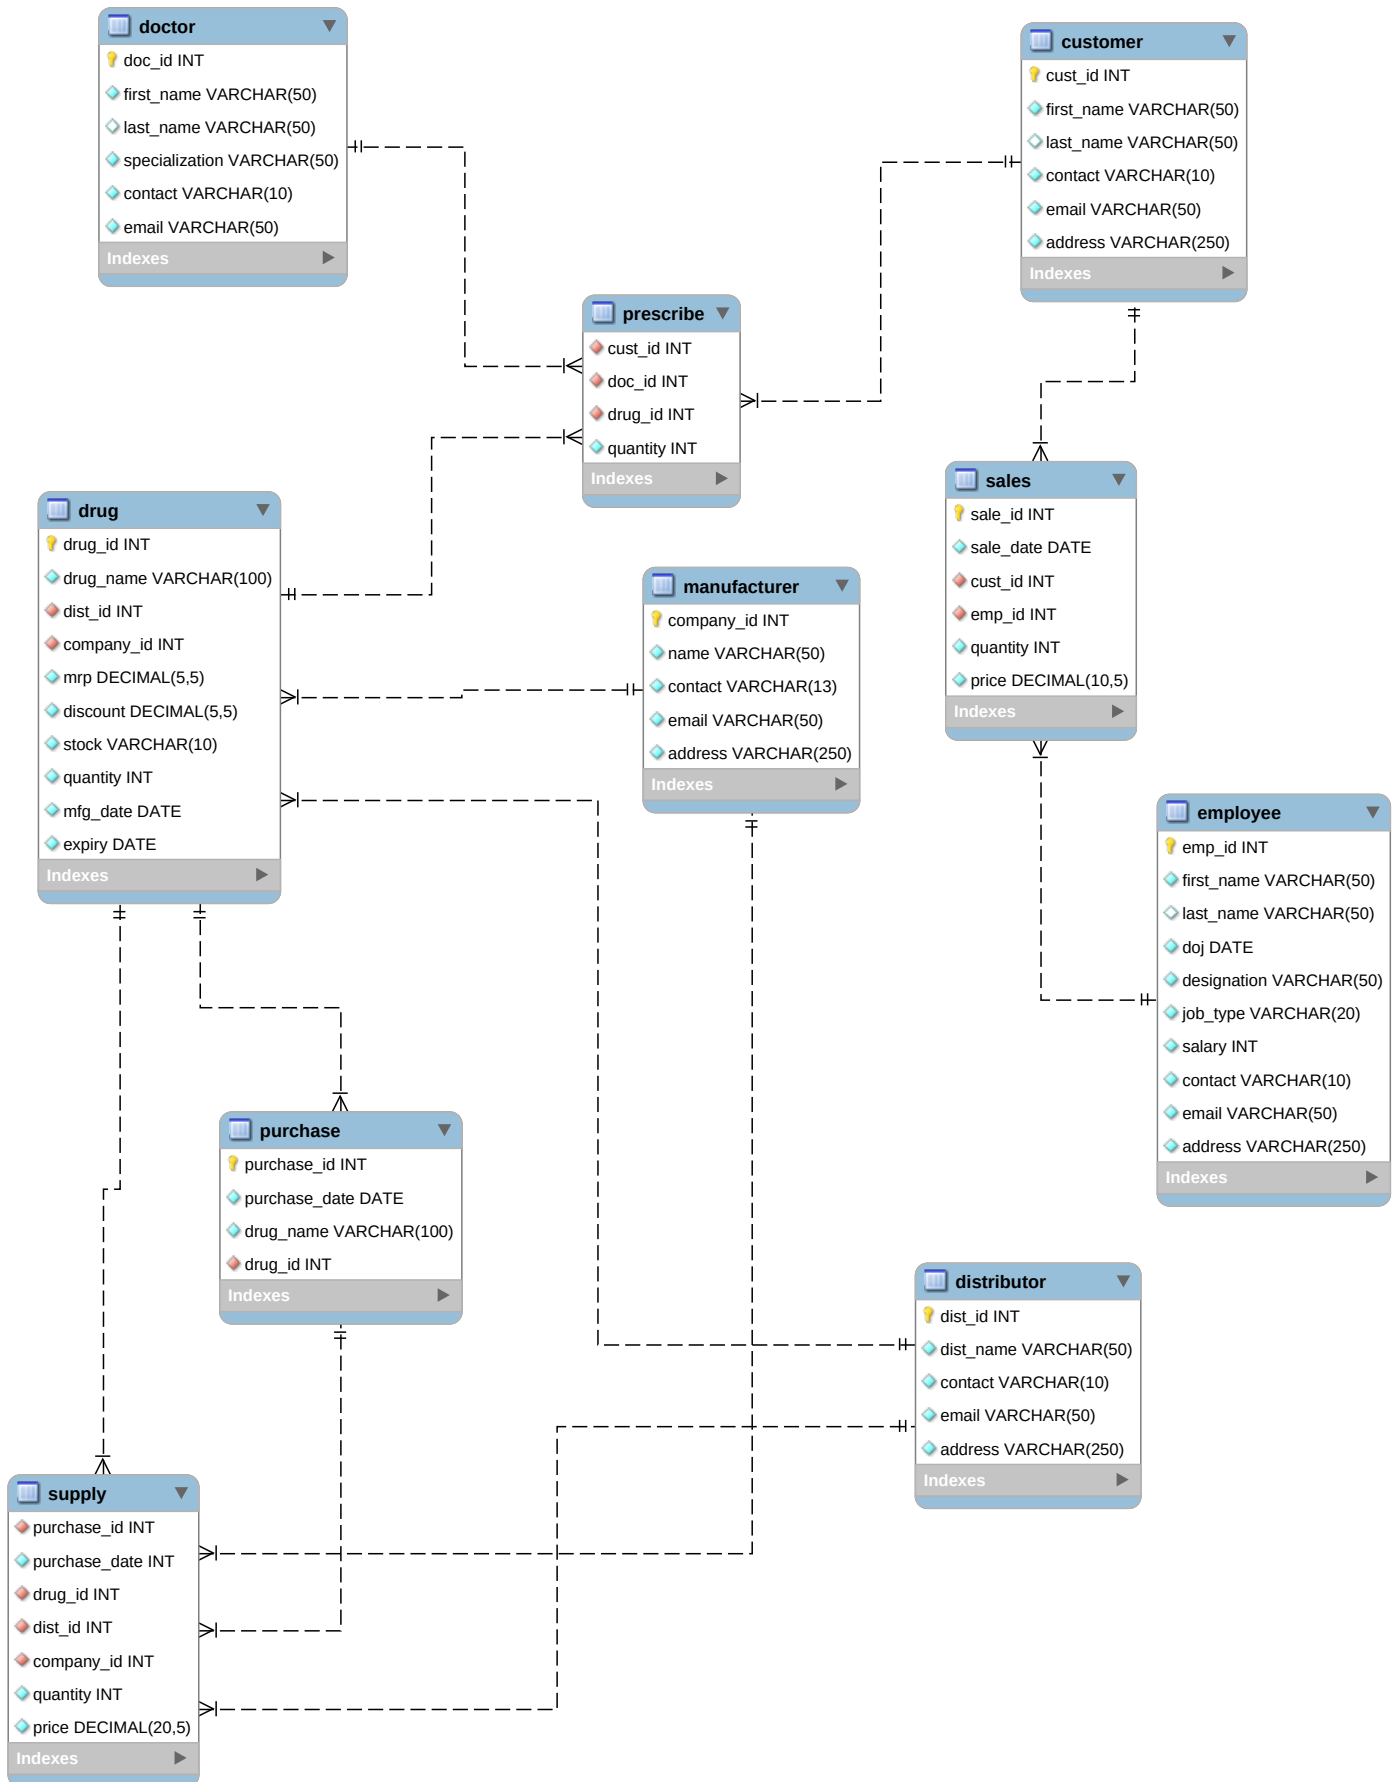 doctor
doc_id INT
first_name VARCHAR(50)
last_name VARCHAR(50)
specialization VARCHAR(50)
contact VARCHAR(10)
email VARCHAR(50)
Indexes
customer
cust_id INT
first_name VARCHAR(50)
last_name VARCHAR(50)
contact VARCHAR(10)
email VARCHAR(50)
address VARCHAR(250)
Indexes
prescribe
cust_id INT
doc_id INT
drug_id INT
quantity INT
Indexes
sales
sale_id INT
sale_date DATE
cust_id INT
emp_id INT
quantity INT
price DECIMAL(10,5)
Indexes
drug
drug_id INT
drug_name VARCHAR(100)
dist_id INT
company_id INT
mrp DECIMAL(5,5)
discount DECIMAL(5,5)
stock VARCHAR(10)
quantity INT
mfg_date DATE
expiry DATE
Indexes
manufacturer
company_id INT
name VARCHAR(50)
contact VARCHAR(13)
email VARCHAR(50)
address VARCHAR(250)
Indexes
employee
emp_id INT
first_name VARCHAR(50)
last_name VARCHAR(50)
doj DATE
designation VARCHAR(50)
job_type VARCHAR(20)
salary INT
contact VARCHAR(10)
email VARCHAR(50)
address VARCHAR(250)
Indexes
purchase
purchase_id INT
purchase_date DATE
drug_name VARCHAR(100)
drug_id INT
Indexes
distributor
dist_id INT
dist_name VARCHAR(50)
contact VARCHAR(10)
email VARCHAR(50)
address VARCHAR(250)
Indexes
supply
purchase_id INT
purchase_date INT
drug_id INT
dist_id INT
company_id INT
quantity INT
price DECIMAL(20,5)
Indexes